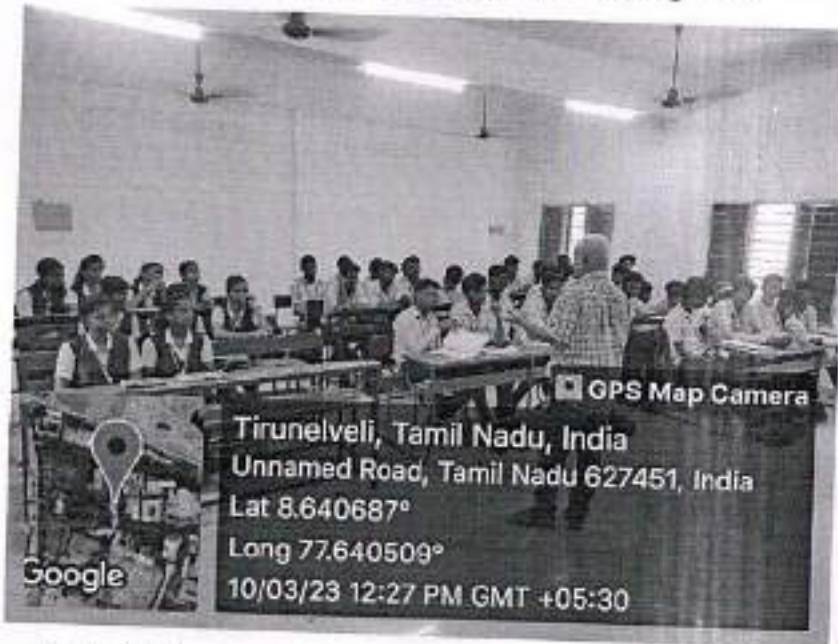 GPS Map Camera
Tirunelveli, Tamil Nadu, India
Unnamed Road, Tamil Nadu 627451, India
Lat 8.640687°
Long 77.640509°
10/03/23 12:27 PM GMT +05:30
Google